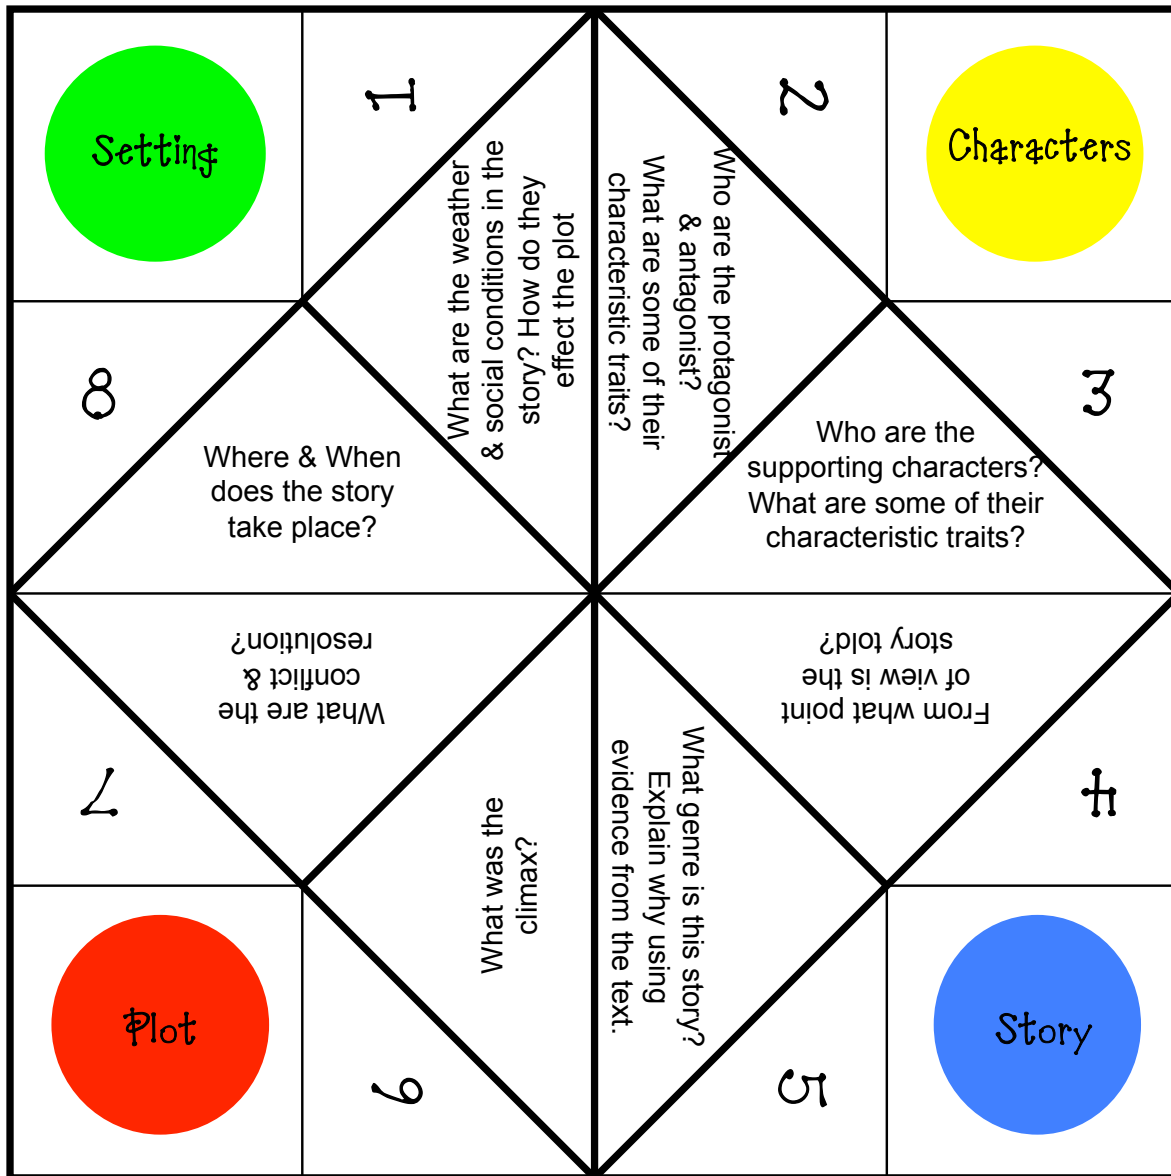 Setting
1
2
Characters
What are the weather
& social conditions in the
story? How do they
effect the plot
Who are the protagonist
& antagonist?
What are some of their
characteristic traits?
8
3
Where & When
does the story
take place?
Who are the
supporting characters?
What are some of their
characteristic traits?
What are the
conflict &
resolution?
From what point
of view is the
story told?
7
4
What was the
climax?
What genre is this story?
Explain why using
evidence from the text.
Plot
6
5
Story